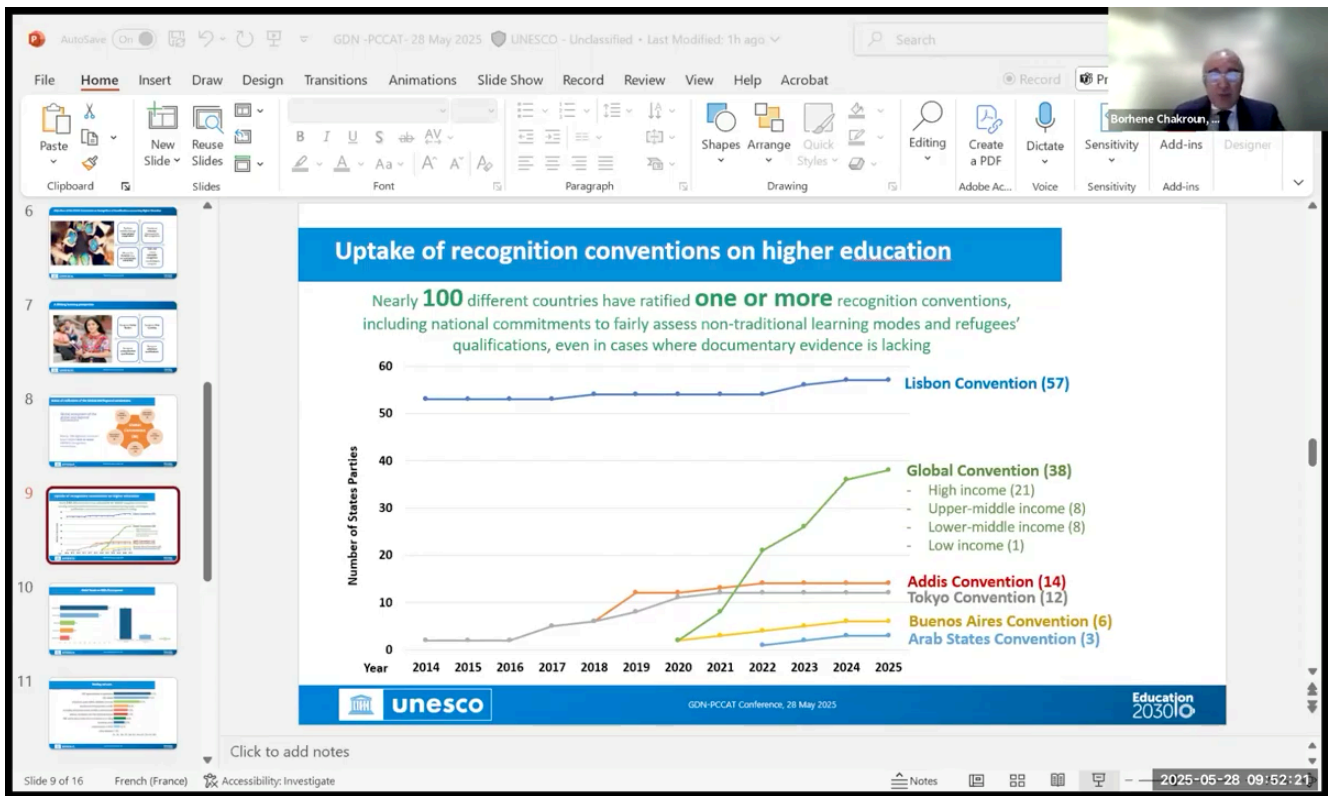 AutoSave On
GDN -PCCAT- 28 May 2025 UNESCO - Unclassified • Last Modified: 1h ago
Search
File Home Insert Draw Design Transitions Animations Slide Show Record Review View Help Acrobat
Record
Borhene Chakroun, ...
Paste
New Slide
Reuse Slides
B I U S ab AV
A Aa A A A
Shapes Arrange Quick Styles
Editing
Create a PDF
Dictate
Sensitivity
Add-ins
Designer
Clipboard Slides Font Paragraph Drawing Adobe Ac... Voice Sensitivity Add-ins
6
7
8
9
10
11
Uptake of recognition conventions on higher education
Nearly 100 different countries have ratified one or more recognition conventions,
including national commitments to fairly assess non-traditional learning modes and refugees'
qualifications, even in cases where documentary evidence is lacking
Number of States Parties
60
50
40
30
20
10
0
Lisbon Convention (57)
Global Convention (38)
- High income (21)
- Upper-middle income (8)
- Lower-middle income (8)
- Low income (1)
Addis Convention (14)
Tokyo Convention (12)
Buenos Aires Convention (6)
Arab States Convention (3)
Year 2014 2015 2016 2017 2018 2019 2020 2021 2022 2023 2024 2025
unesco
GDN-PCCAT Conference, 28 May 2025
Education
2030
Click to add notes
Slide 9 of 16 French (France) Accessibility: Investigate Notes
2025-05-28 09:52:21